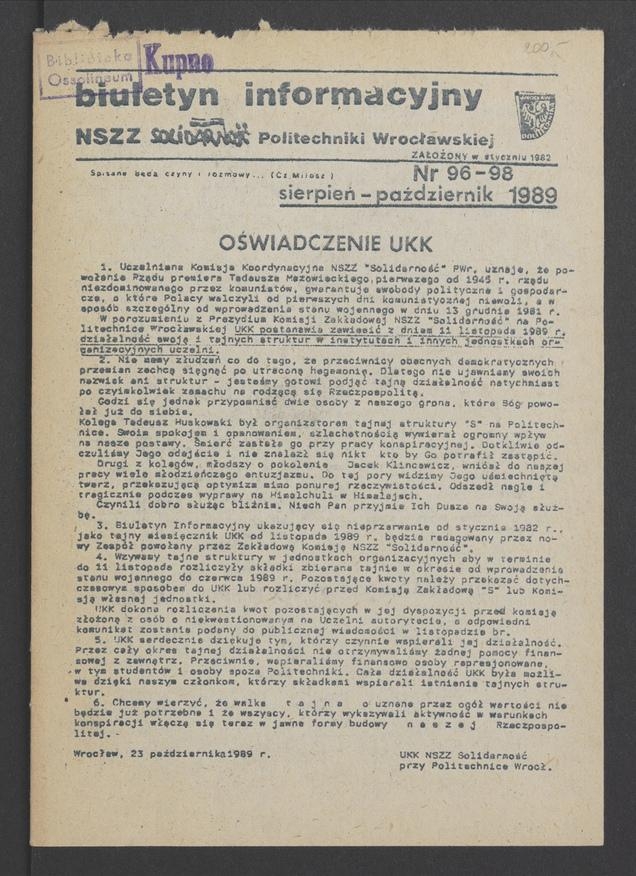 200,-
Biblioteka
Ossolineum
Kupno
biuletyn informacyjny
NSZZ SOLIDARNOŚĆ Politechniki Wrocławskiej
ZAŁOŻONY w styczniu 1982
Spisane będą czyny i rozmowy... (Cz.Miłosz)
Nr 96-98
sierpień-październik 1989
OŚWIADCZENIE UKK
1. Uczelniana Komisja Koordynacyjna NSZZ "Solidarność" PWr. uznaje, że po-
wołanie Rządu premiera Tadeusza Mazowieckiego, pierwszego od 1945 r. rządu
niezdominowanego przez komunistów, gwarantuje swobody polityczne i gospodar-
cze, o które Polacy walczyli od pierwszych dni komunistycznej niewoli, a w
sposób szczególny od wprowadzenia stanu wojennego w dniu 13 grudnia 1981 r.
W porozumieniu z Prezydium Komisji Zakładowej NSZZ "Solidarność" na Po-
litechnice Wrocławskiej UKK postanawia zawiesić z dniem 11 listopada 1989 r.
działalność swoją i tajnych struktur w instytutach i innych jednostkach or-
ganizacyjnych uczelni.
2. Nie mamy złudzeń co do tego, że przeciwnicy obecnych demokratycznych
przemian zechcą sięgnąć po utraconą hegemonię. Dlatego nie ujawniamy swoich
nazwisk ani struktur - jesteśmy gotowi podjąć tajną działalność natychmiast
po czyimkolwiek zamachu na rodzącą się Rzeczpospolitą.
Godzi się jednak przypomnieć dwie osoby z naszego grona, które Bóg powo-
łał już do siebie.
Kolega Tadeusz Huskowski był organizatorem tajnej struktury "S" na Politech-
nice. Swoim spokojem i opanowaniem, szlachetnością wywierał ogromny wpływ
na nasze postawy. Śmierć zastała go przy pracy konspiracyjnej. Dotkliwie od-
czuliśmy Jego odejście i nie znalazł się nikt kto by Go potrafił zastąpić.
Drugi z kolegów, młodszy o pokolenie Jacek Klincewicz, wniósł do naszej
pracy wiele młodzieńczego entuzjazmu. Do tej pory widzimy Jego uśmiechniętą
twarz, przekazującą optymizm mimo ponurej rzeczywistości. Odszedł nagle i
tragicznie podczas wyprawy na Himalchuli w Himalajach.
Czynili dobro służąc bliźnim. Niech Pan przyjmie Ich Dusze na Swoją służ-
bę.
3. Biuletyn Informacyjny ukazujący się nieprzerwanie od stycznia 1982 r.,
jako tajny miesięcznik UKK od listopada 1989 r. będzie redagowany przez no-
wy Zespół powołany przez Zakładową Komisję NSZZ "Solidarność".
4. Wzywamy tajne struktury w jednostkach organizacyjnych aby w terminie
do 11 listopada rozliczyły składki zbierana tajnie w okresie od wprowadzenia
stanu wojennego do czerwca 1989 r. Pozostające kwoty należy przekazać dotych-
czasowym sposobem do UKK lub rozliczyć przed Komisją Zakładową "S" lub Komi-
sją własnej jednostki.
UKK dokona rozliczenia kwot pozostających w jej dyspozycji przed komisją
złożoną z osób o niekwestionowanym na Uczelni autorytecie, a odpowiedni
komunikat zostanie podany do publicznej wiadomości w listopadzie br.
5. UKK serdecznie dziękuje tym, którzy czynnie wspierali jej działalność.
Przez cały okres tajnej działalności nie otrzymywaliśmy żadnej pomocy finan-
sowej z zewnątrz. Przeciwnie, wspieraliśmy finansowo osoby represjonowane,
w tym studentów i osoby spoza Politechniki. Cała działalność UKK była możli-
wa dzięki naszym członkom, którzy składkami wspierali istnienie tajnych stru-
ktur.
6. Chcemy wierzyć, że walka t a j n a o uznane przez ogół wartości nie
będzie już potrzebna i że wszyscy, którzy wykazywali aktywność w warunkach
konspiracji włączą się teraz w jawne formy budowy n a s z e j Rzeczpospo-
litej.
Wrocław, 23 października 1989 r.
UKK NSZZ Solidarność
przy Politechnice Wrocł.